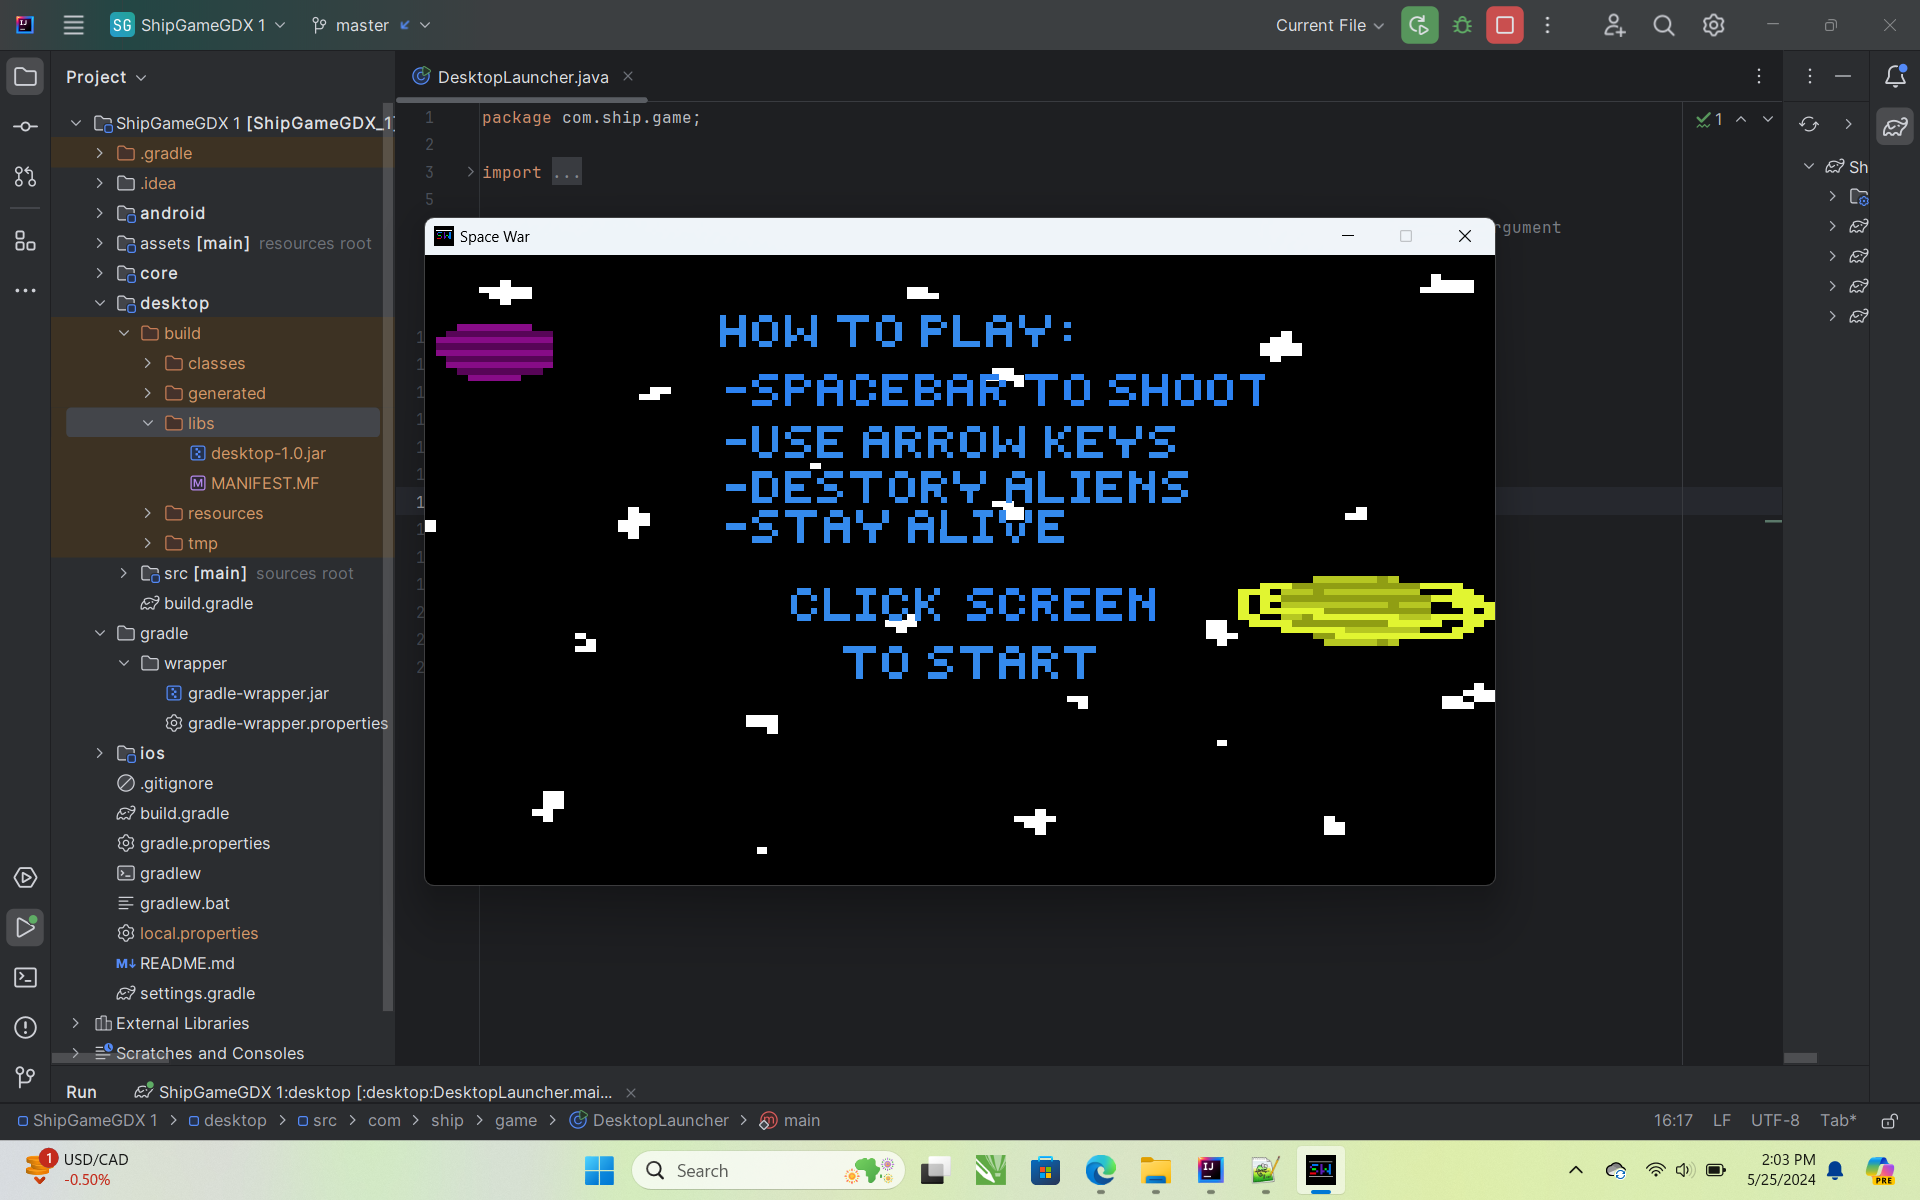 SG ShipGameGDX 1 master Current File
Project
DesktopLauncher.java
ShipGameGDX 1 [ShipGameGDX_1]
.gradle
.idea
android
assets [main] resources root
core
desktop
build
classes
generated
libs
desktop-1.0.jar
MANIFEST.MF
resources
tmp
src [main] sources root
build.gradle
gradle
wrapper
gradle-wrapper.jar
gradle-wrapper.properties
ios
.gitignore
build.gradle
gradle.properties
gradlew
gradlew.bat
local.properties
README.md
settings.gradle
External Libraries
Scratches and Consoles
1 package com.ship.game;
2
3 import ...
5
rgument
1
Sh
Space War
HOW TO PLAY:
-SPACEBAR TO SHOOT
-USE ARROW KEYS
-DESTORY ALIENS
-STAY ALIVE
CLICK SCREEN
TO START
Run ShipGameGDX 1:desktop [:desktop:DesktopLauncher.mai...
ShipGameGDX 1 desktop src com ship game DesktopLauncher main 16:17 LF UTF-8 Tab*
1 USD/CAD
-0.50%
Search
2:03 PM
5/25/2024
PRE